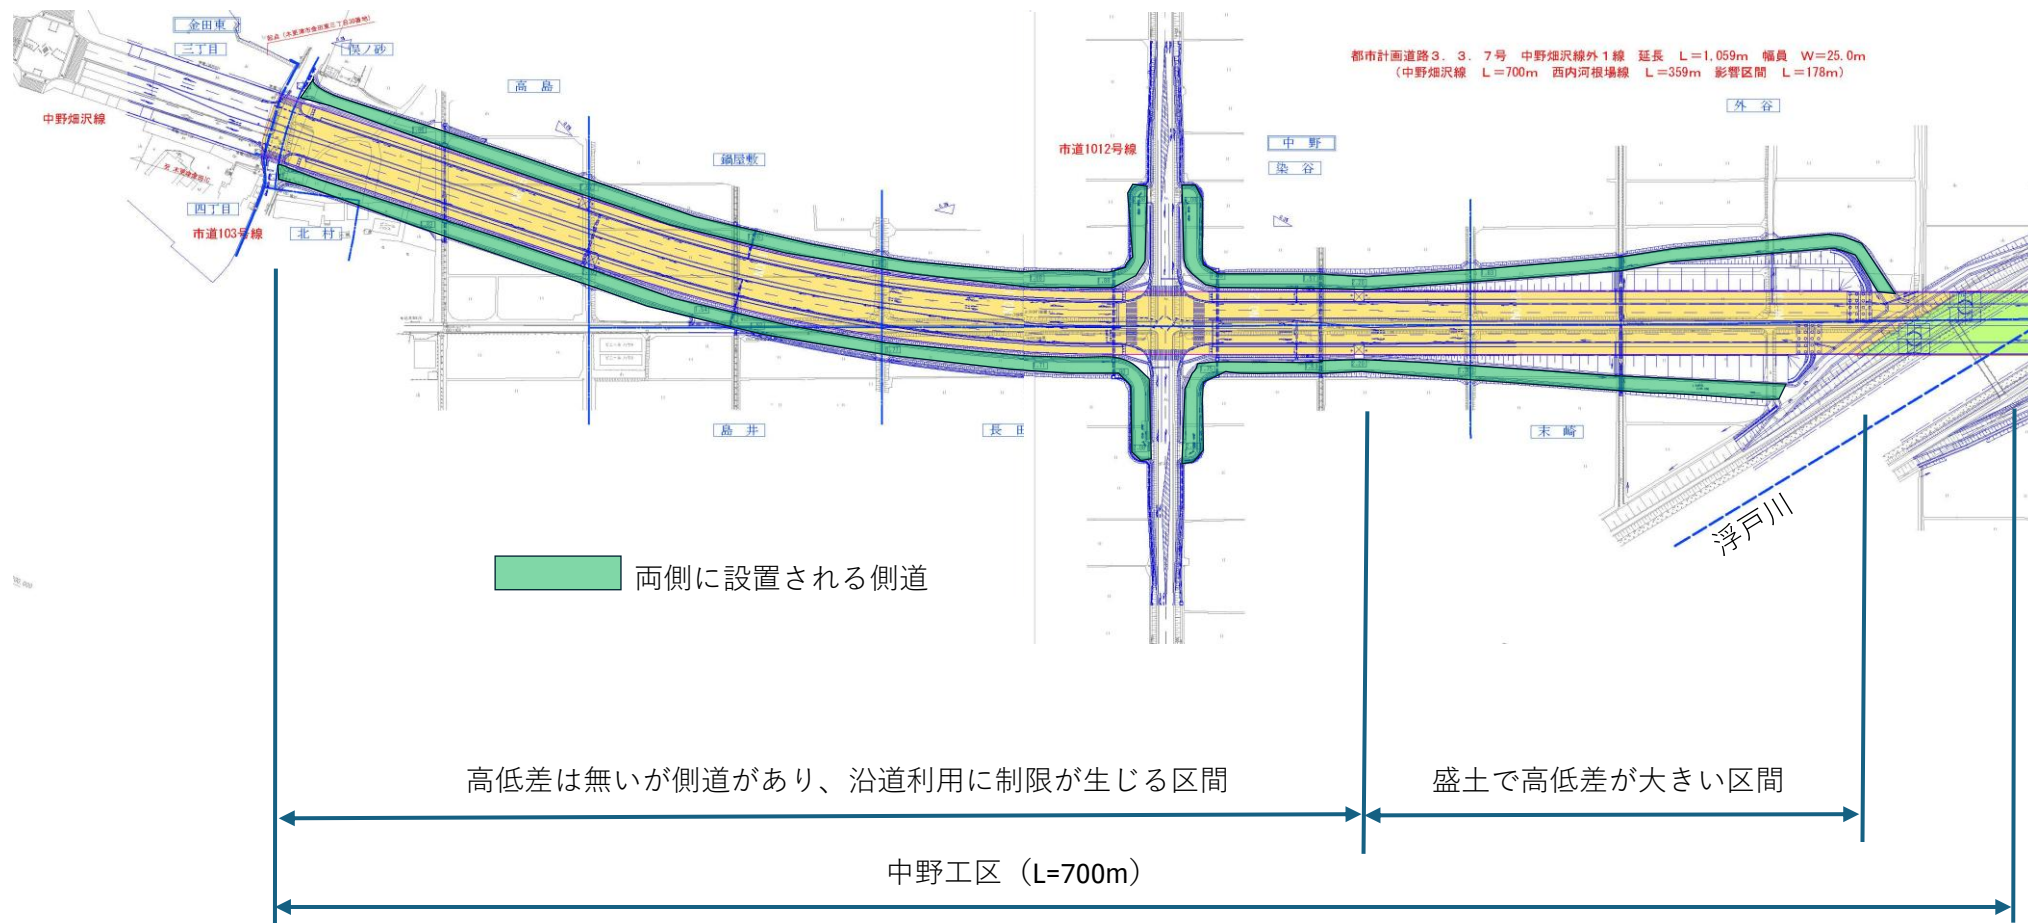 金田東
三丁目
俣ノ砂
中野畑沢線
四丁目
市道103号線
北 村
高 島
鍋屋敷
島 井
長 田
市道1012号線
都市計画道路3．3．7号 中野畑沢線外1線 延長 L=1,059m 幅員 W=25.0m
（中野畑沢線 L=700m 西内河根場線 L=359m 影響区間 L=178m）
外 谷
中 野
染 谷
末 崎
浮戸川
両側に設置される側道
高低差は無いが側道があり、沿道利用に制限が生じる区間
盛土で高低差が大きい区間
中野工区（L=700m）